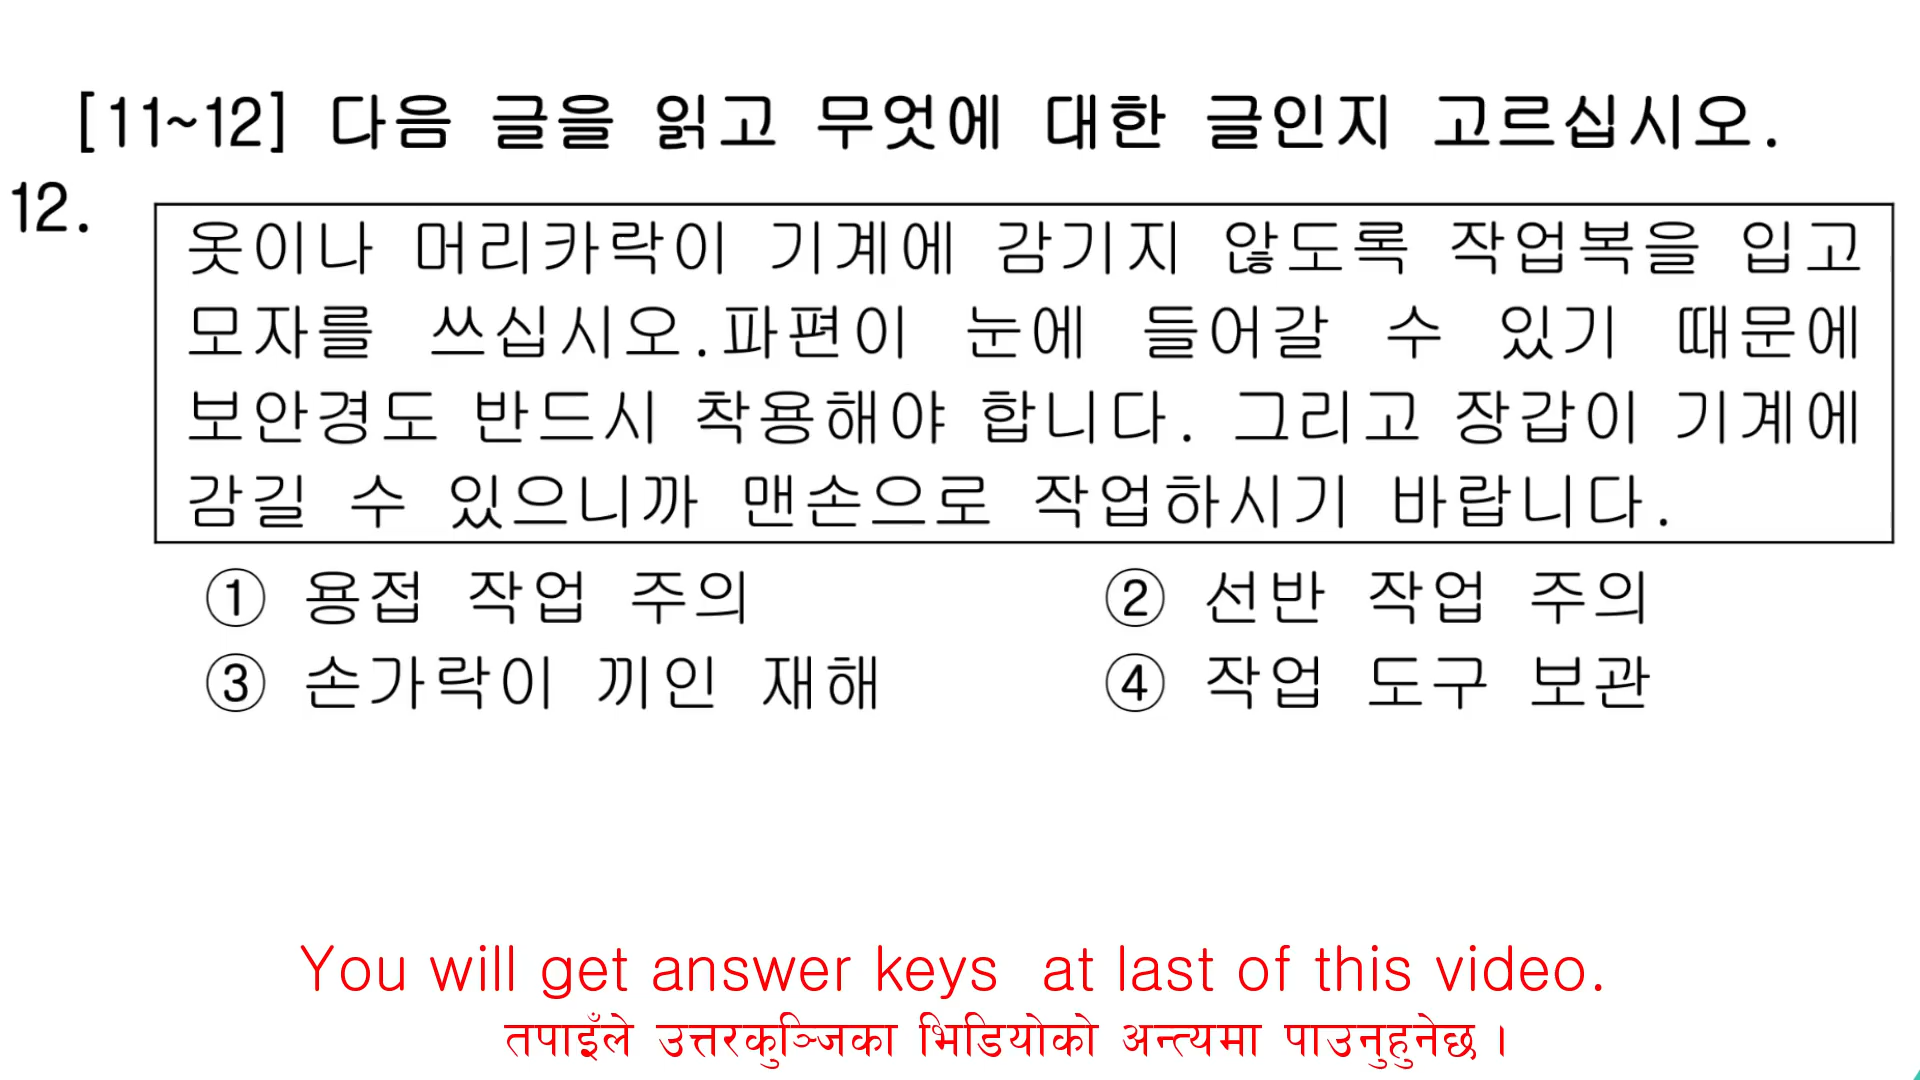 [11~12] 다음 글을 읽고 무엇에 대한 글인지 고르십시오.
12.
옷이나 머리카락이 기계에 감기지 않도록 작업복을 입고
모자를 쓰십시오.파편이 눈에 들어갈 수 있기 때문에
보안경도 반드시 착용해야 합니다. 그리고 장갑이 기계에
감길 수 있으니까 맨손으로 작업하시기 바랍니다.
① 용접 작업 주의 ② 선반 작업 주의
③ 손가락이 끼인 재해 ④ 작업 도구 보관
You will get answer keys at last of this video.
तपाइँले उत्तरकुञ्जिका भिडियोको अन्त्यमा पाउनुहुनेछ ।